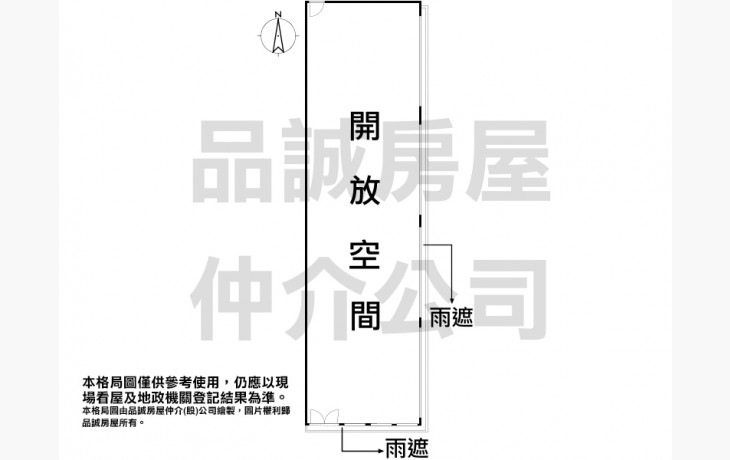 N
開放空間
品誠房屋
仲介公司
雨遮
本格局圖僅供參考使用，仍應以現
場看屋及地政機關登記結果為準。
本格局圖由品誠房屋仲介(股)公司繪製，圖片權利歸
品誠房屋所有。
雨遮